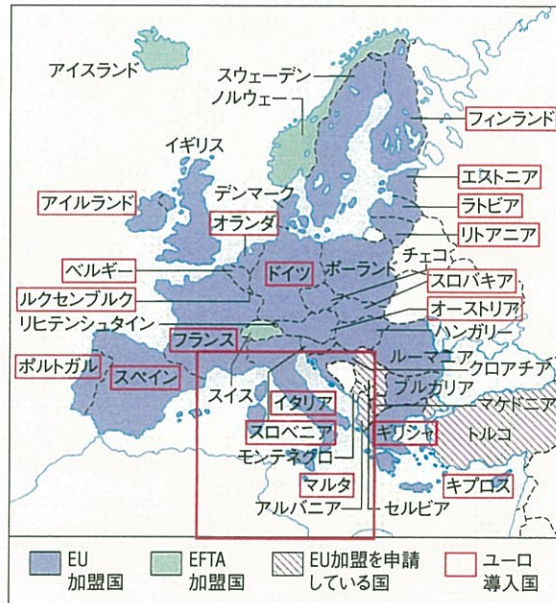 アイスランド
スウェーデン
ノルウェー
フィンランド
イギリス
エストニア
デンマーク
アイルランド
ラトビア
オランダ
リトアニア
ベルギー
ドイツ
ポーランド
チェコ
スロバキア
ルクセンブルク
オーストリア
リヒテンシュタイン
ハンガリー
フランス
ルーマニア
ポルトガル
クロアチア
スペイン
スイス
イタリア
ブルガリア
マケドニア
スロベニア
ギリシャ
トルコ
モンテネグロ
マルタ
キプロス
アルバニア
セルビア
EU
加盟国
EFTA
加盟国
EU加盟を申請
している国
ユーロ
導入国